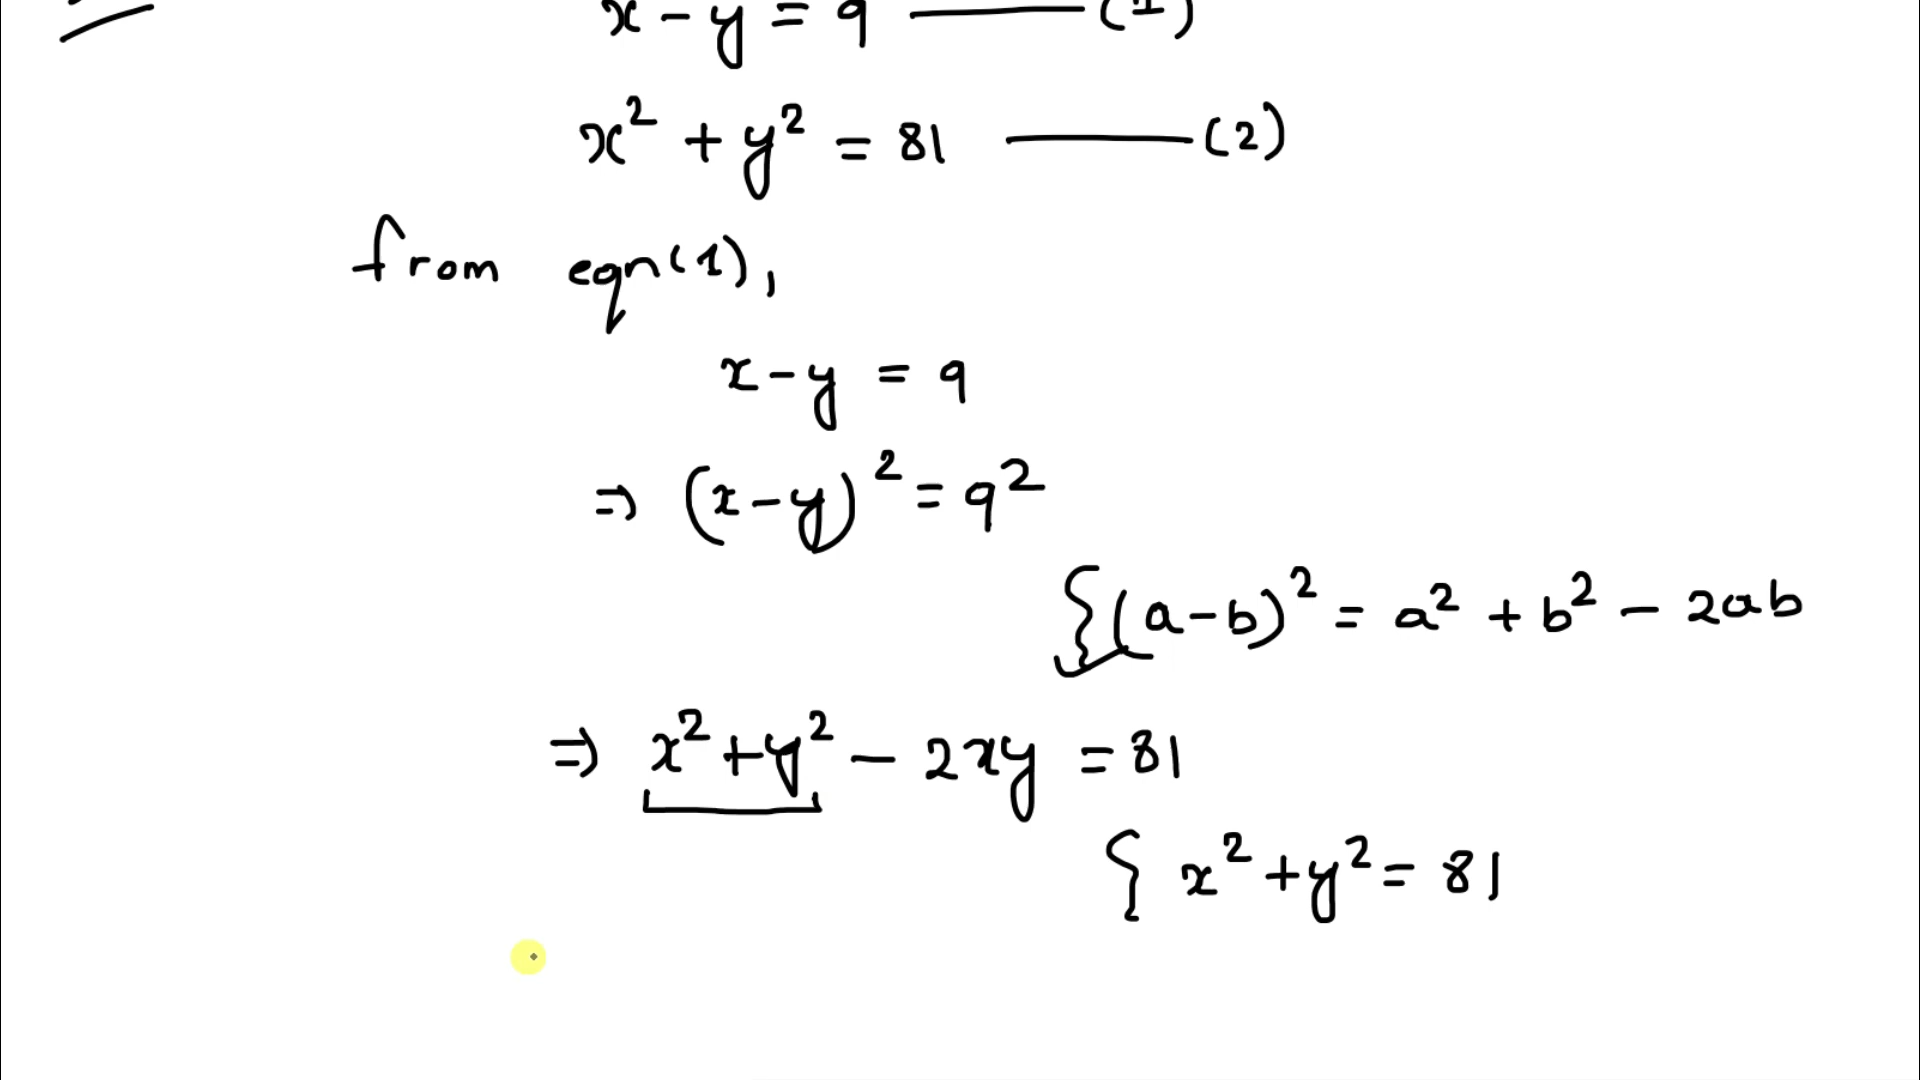 x - y = 9 ——— (1)
x² + y² = 81 ——— (2)
from eqn(1),
x - y = 9
⇒ (x - y)² = 9²
{(a - b)² = a² + b² - 2ab
⇒ x² + y² - 2xy = 81
{ x² + y² = 81